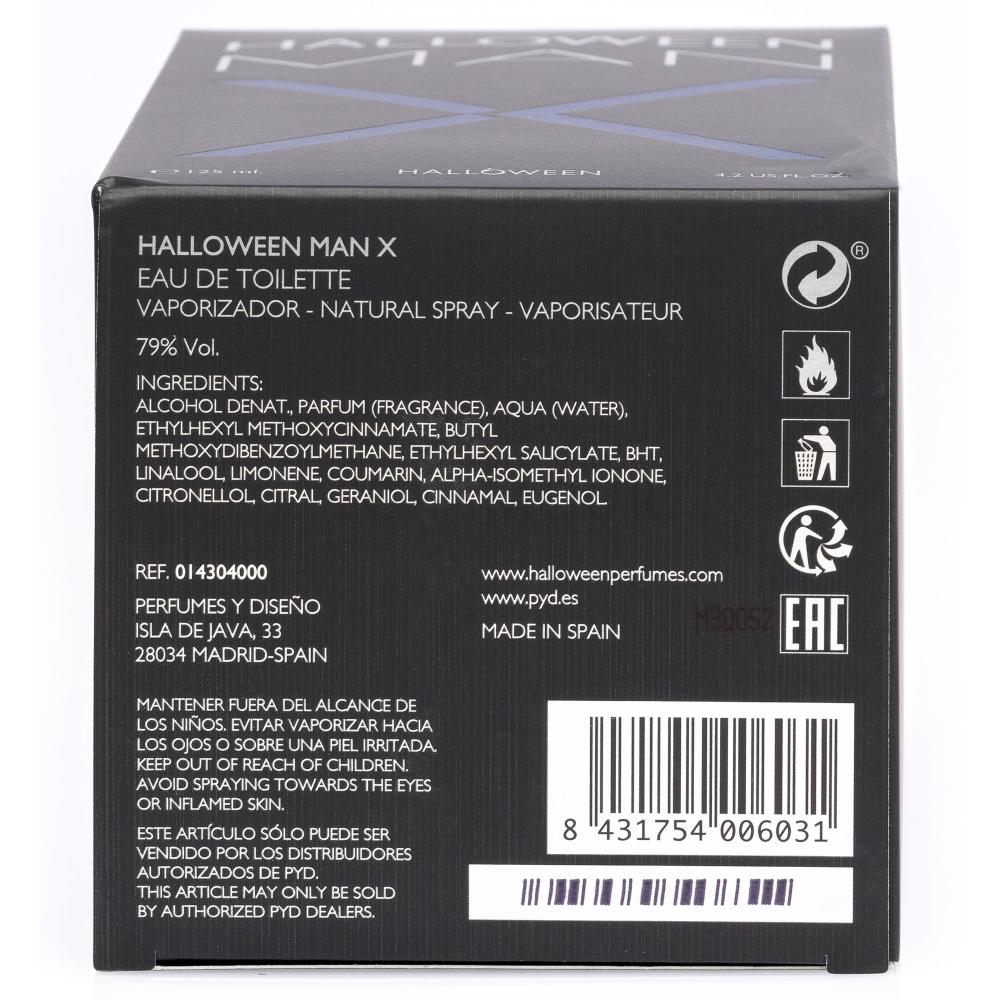 HALLOWEEN
MAN
X
℮ 125 ml.
HALLOWEEN
4.2 US.FL.OZ.
HALLOWEEN MAN X
EAU DE TOILETTE
VAPORIZADOR - NATURAL SPRAY - VAPORISATEUR
79% Vol.
INGREDIENTS:
ALCOHOL DENAT., PARFUM (FRAGRANCE), AQUA (WATER),
ETHYLHEXYL METHOXYCINNAMATE, BUTYL
METHOXYDIBENZOYLMETHANE, ETHYLHEXYL SALICYLATE, BHT,
LINALOOL, LIMONENE, COUMARIN, ALPHA-ISOMETHYL IONONE,
CITRONELLOL, CITRAL, GERANIOL, CINNAMAL, EUGENOL.
®
REF. 014304000
PERFUMES Y DISEÑO
ISLA DE JAVA, 33
28034 MADRID-SPAIN
www.halloweenperfumes.com
www.pyd.es
MADE IN SPAIN
M30052
EAC
MANTENER FUERA DEL ALCANCE DE
LOS NIÑOS. EVITAR VAPORIZAR HACIA
LOS OJOS O SOBRE UNA PIEL IRRITADA.
KEEP OUT OF REACH OF CHILDREN.
AVOID SPRAYING TOWARDS THE EYES
OR INFLAMED SKIN.
ESTE ARTÍCULO SÓLO PUEDE SER
VENDIDO POR LOS DISTRIBUIDORES
AUTORIZADOS DE PYD.
THIS ARTICLE MAY ONLY BE SOLD
BY AUTHORIZED PYD DEALERS.
8 431754 006031